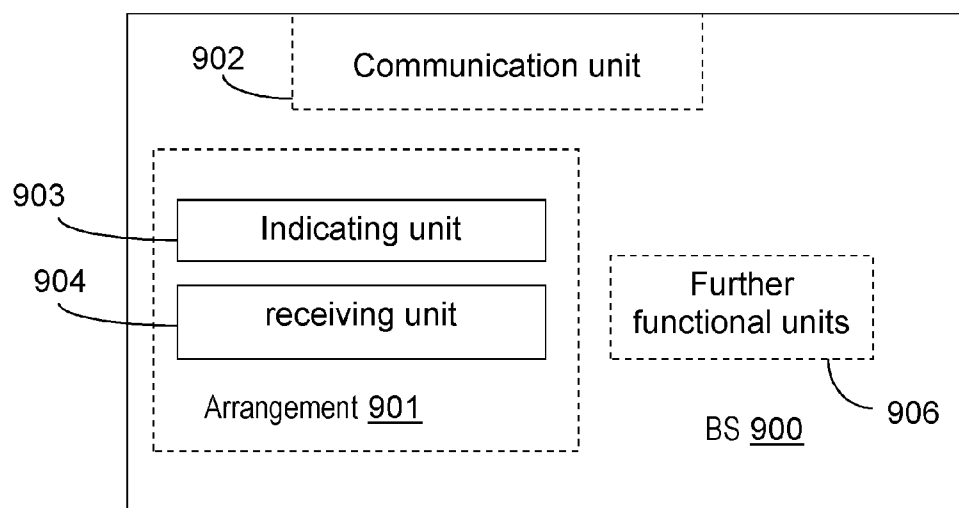 902
Communication unit
903
Indicating unit
904
receiving unit
Further
functional units
Arrangement 901
BS 900
906